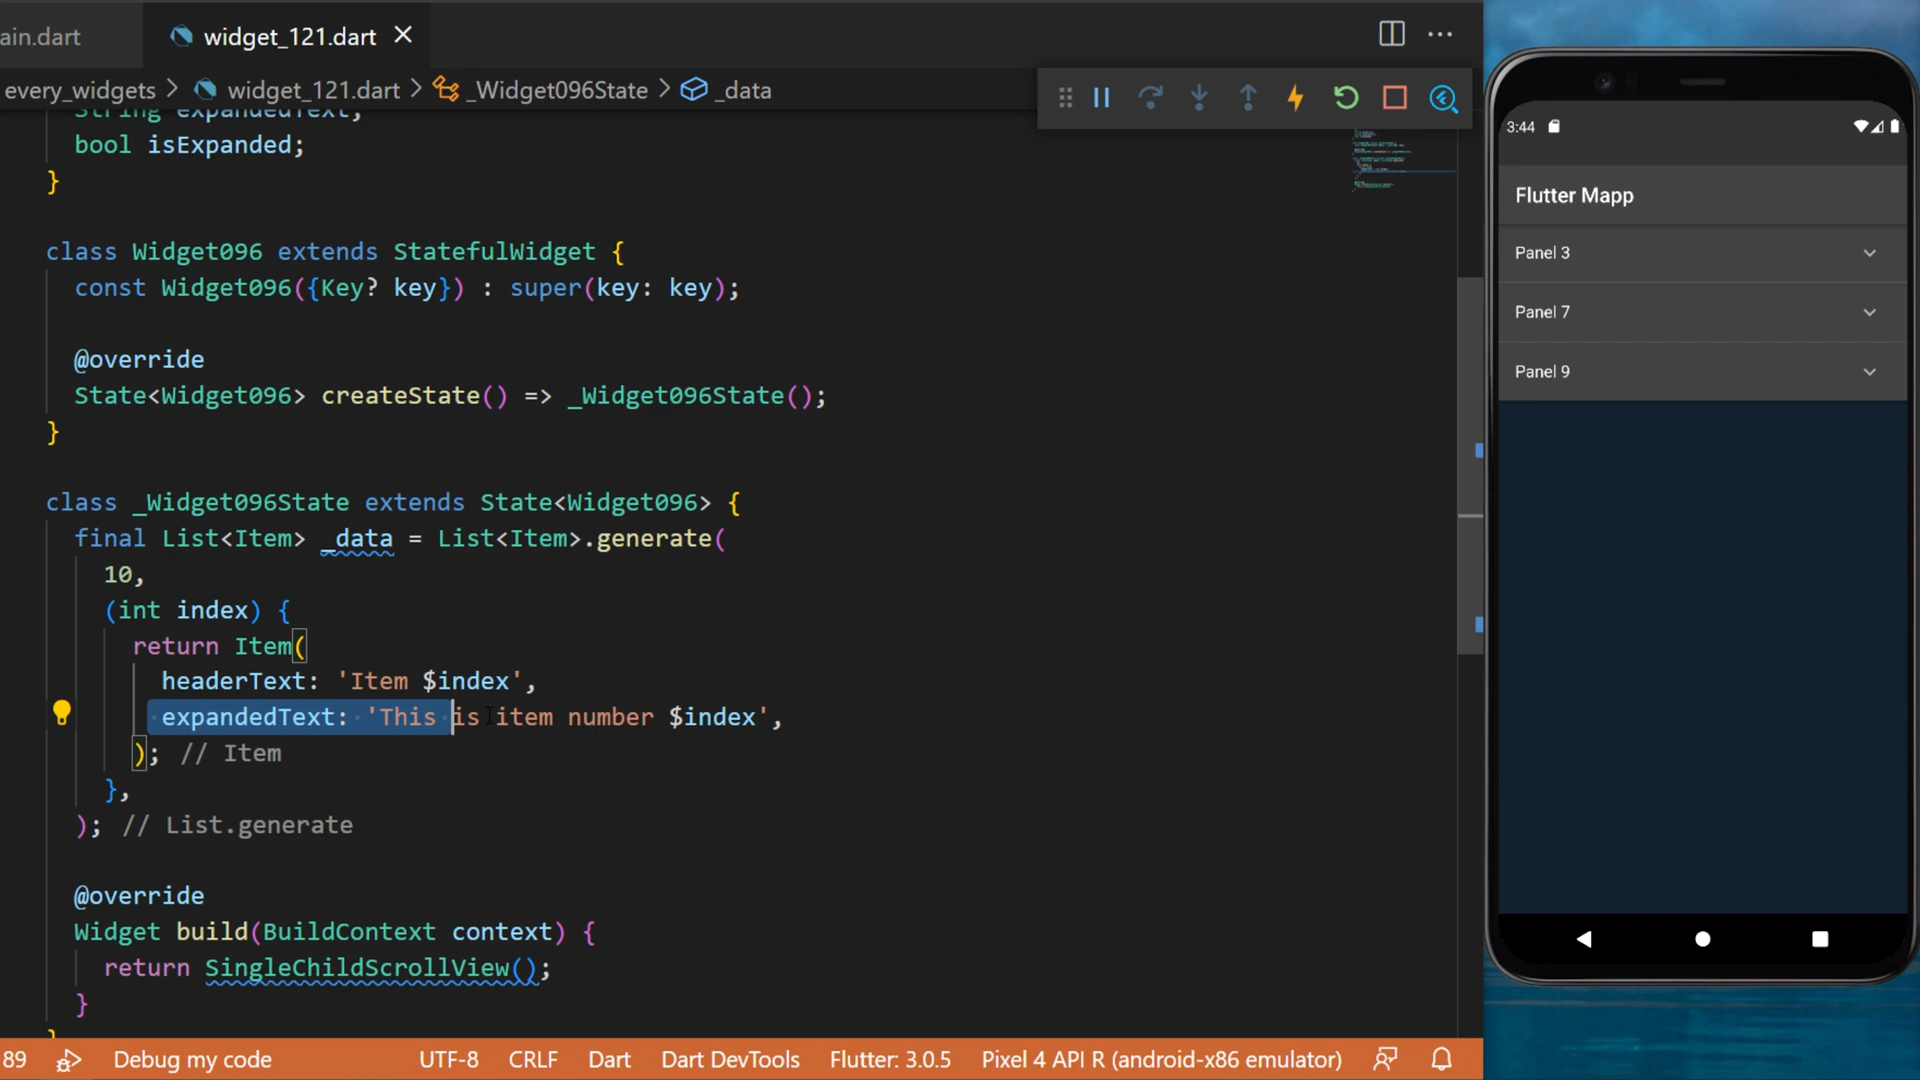 ain.dart
widget_121.dart
every_widgets > widget_121.dart > _Widget096State > _data
String expandedText;
bool isExpanded;
}
class Widget096 extends StatefulWidget {
const Widget096({Key? key}) : super(key: key);
@override
State<Widget096> createState() => _Widget096State();
}
class _Widget096State extends State<Widget096> {
final List<Item> _data = List<Item>.generate(
10,
(int index) {
return Item(
headerText: 'Item $index',
expandedText: 'This is item number $index',
); // Item
},
); // List.generate
@override
Widget build(BuildContext context) {
return SingleChildScrollView();
}
89
Debug my code
UTF-8
CRLF
Dart
Dart DevTools
Flutter: 3.0.5
Pixel 4 API R (android-x86 emulator)
3:44
Flutter Mapp
Panel 3
Panel 7
Panel 9